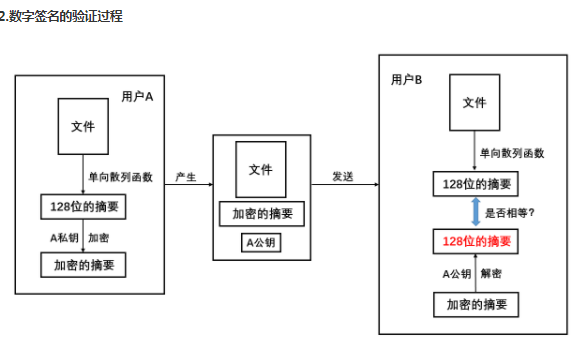 2.数字签名的验证过程
用户A
文件
单向散列函数
128位的摘要
A私钥 加密
加密的摘要
产生
文件
加密的摘要
A公钥
发送
用户B
文件
单向散列函数
128位的摘要
是否相等?
128位的摘要
A公钥 解密
加密的摘要